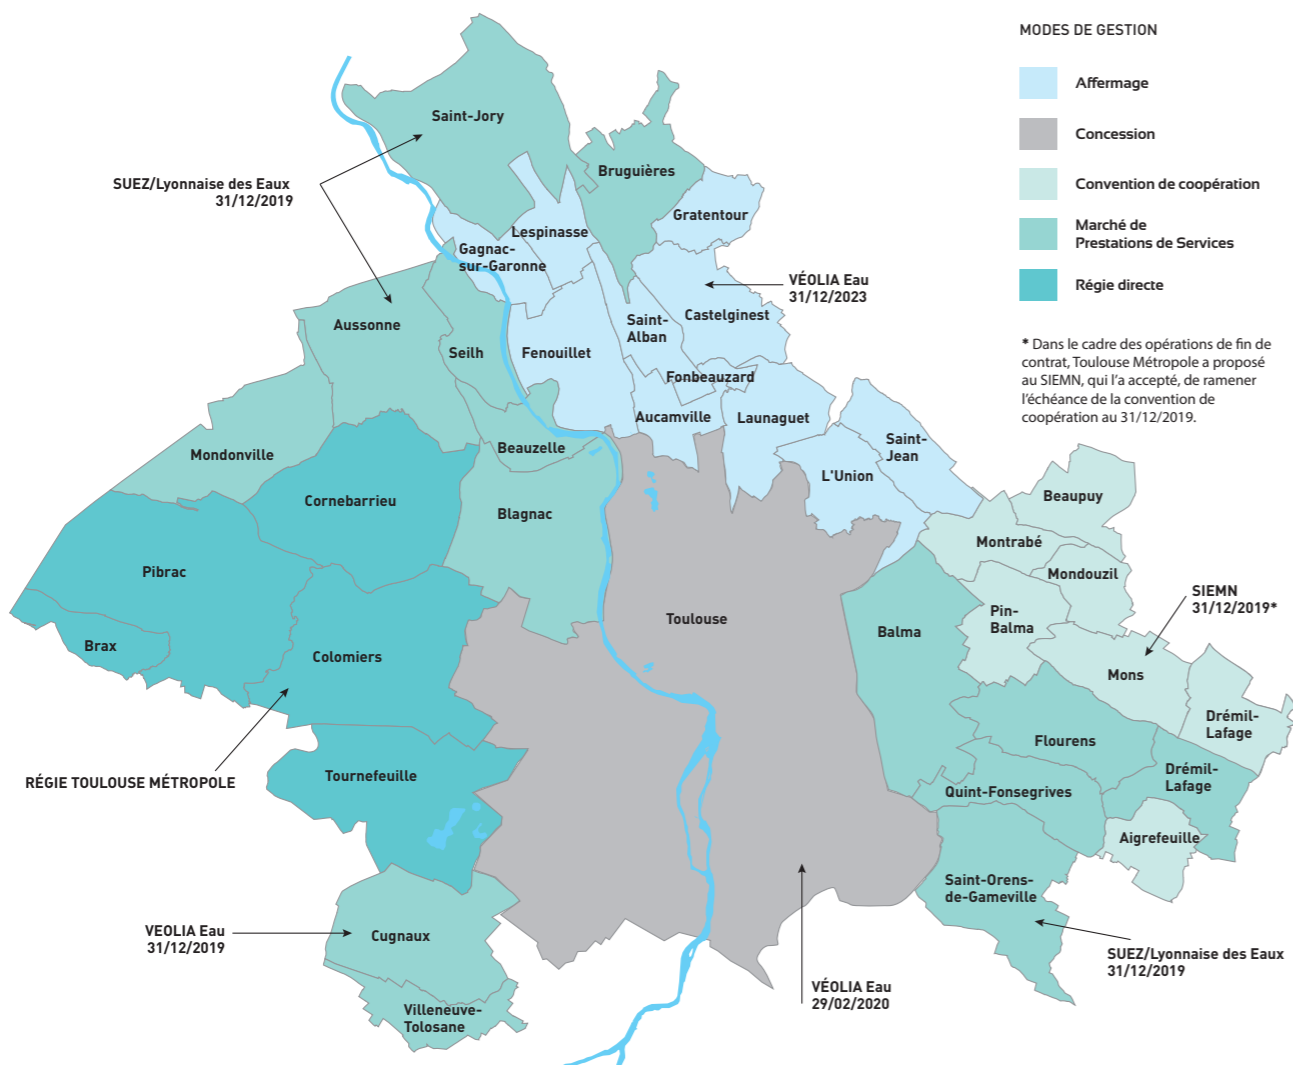 MODES DE GESTION
Affermage
Concession
Convention de coopération
Marché de
Prestations de Services
Régie directe
* Dans le cadre des opérations de fin de
contrat, Toulouse Métropole a proposé
au SIEMN, qui l'a accepté, de ramener
l'échéance de la convention de
coopération au 31/12/2019.
Saint-Jory
SUEZ/Lyonnaise des Eaux
31/12/2019
Bruguières
Gratentour
Lespinasse
Gagnac-
sur-Garonne
VÉOLIA Eau
31/12/2023
Castelginest
Saint-
Alban
Aussonne
Seilh
Fenouillet
Fonbeauzard
Aucamville
Launaguet
Saint-
Jean
L'Union
Mondonville
Beauzelle
Cornebarrieu
Blagnac
Beaupuy
Montrabé
Mondouzil
Pibrac
Pin-
Balma
SIEMN
31/12/2019*
Toulouse
Balma
Brax
Colomiers
Mons
Drémil-
Lafage
Flourens
Drémil-
Lafage
RÉGIE TOULOUSE MÉTROPOLE
Tournefeuille
Quint-Fonsegrives
Aigrefeuille
Saint-Orens-
de-Gameville
VEOLIA Eau
31/12/2019
Cugnaux
SUEZ/Lyonnaise des Eaux
31/12/2019
VÉOLIA Eau
29/02/2020
Villeneuve-
Tolosane